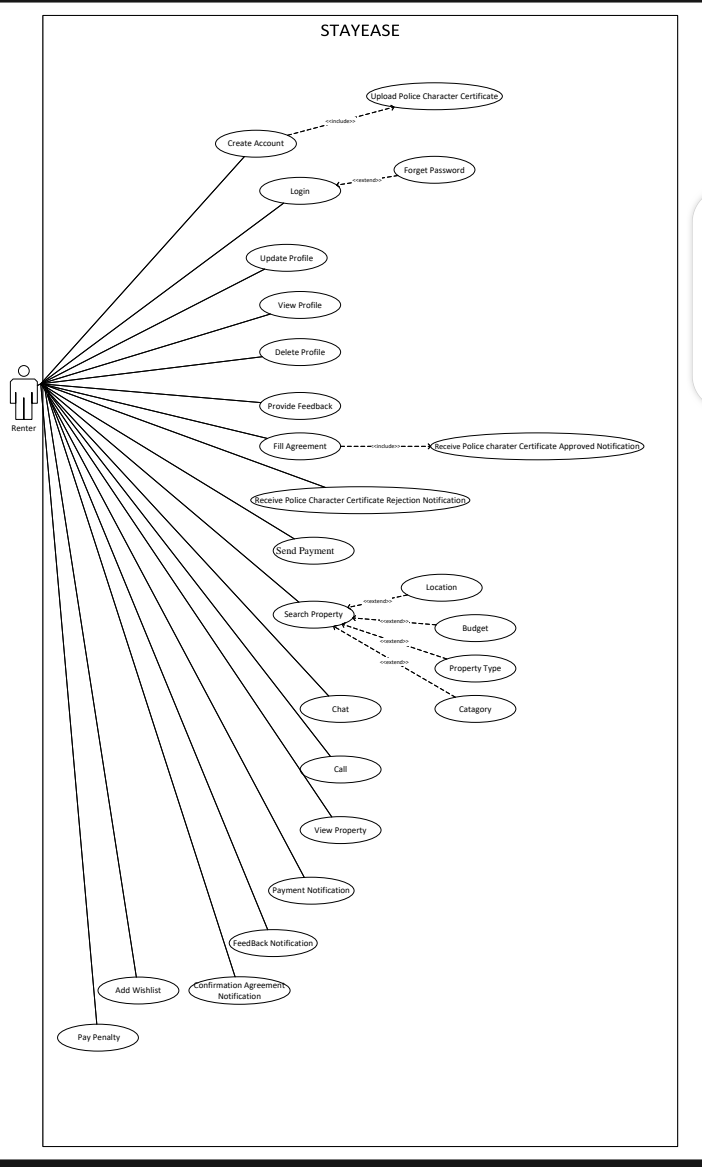 STAYEASE
Upload Police Character Certificate
<<include>>
Create Account
Forget Password
<<extend>>
Login
Update Profile
View Profile
Delete Profile
Renter
Provide Feedback
Fill Agreement
<<include>>
Receive Police charater Certificate Approved Notification
Receive Police Character Certificate Rejection Notification
Send Payment
Location
<<extend>>
Search Property
<<extend>>
Budget
<<extend>>
<<extend>>
Property Type
Chat
Catagory
Call
View Property
Payment Notification
FeedBack Notification
Add Wishlist
Confirmation Agreement
Notification
Pay Penalty